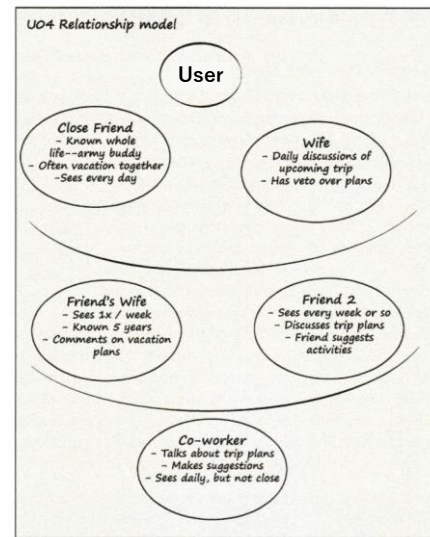 U04 Relationship model
User
Close Friend
- Known whole
life--army buddy
- Often vacation together
-Sees every day
Wife
- Daily discussions of
upcoming trip
- Has veto over plans
Friend's Wife
- Sees 1x / week
- Known 5 years
- Comments on vacation
plans
Friend 2
- Sees every week or so
- Discusses trip plans
- Friend suggests
activities
Co-worker
- Talks about trip plans
- Makes suggestions
- Sees daily, but not close